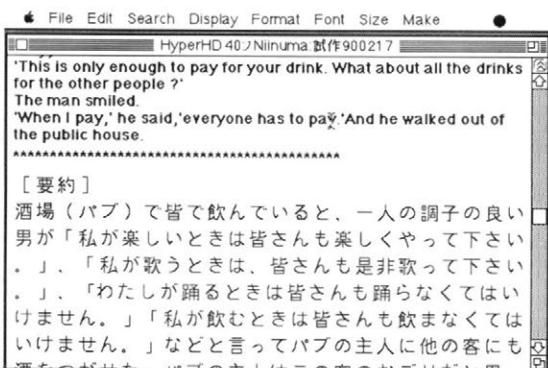 File Edit Search Display Format Font Size Make
HyperHD 40:ﾉNiinuma:試作900217
'This is only enough to pay for your drink. What about all the drinks
for the other people ?'
The man smiled.
'When I pay,' he said,'everyone has to pay.'And he walked out of
the public house.
********************************************
［要約］
酒場（パブ）で皆で飲んでいると、一人の調子の良い
男が「私が楽しいときは皆さんも楽しくやって下さい
。」、「私が歌うときは、皆さんも是非歌って下さい
。」、「わたしが踊るときは皆さんも踊らなくてはい
けません。」「私が飲むときは皆さんも飲まなくては
いけません。」などと言ってパブの主人に他の客にも